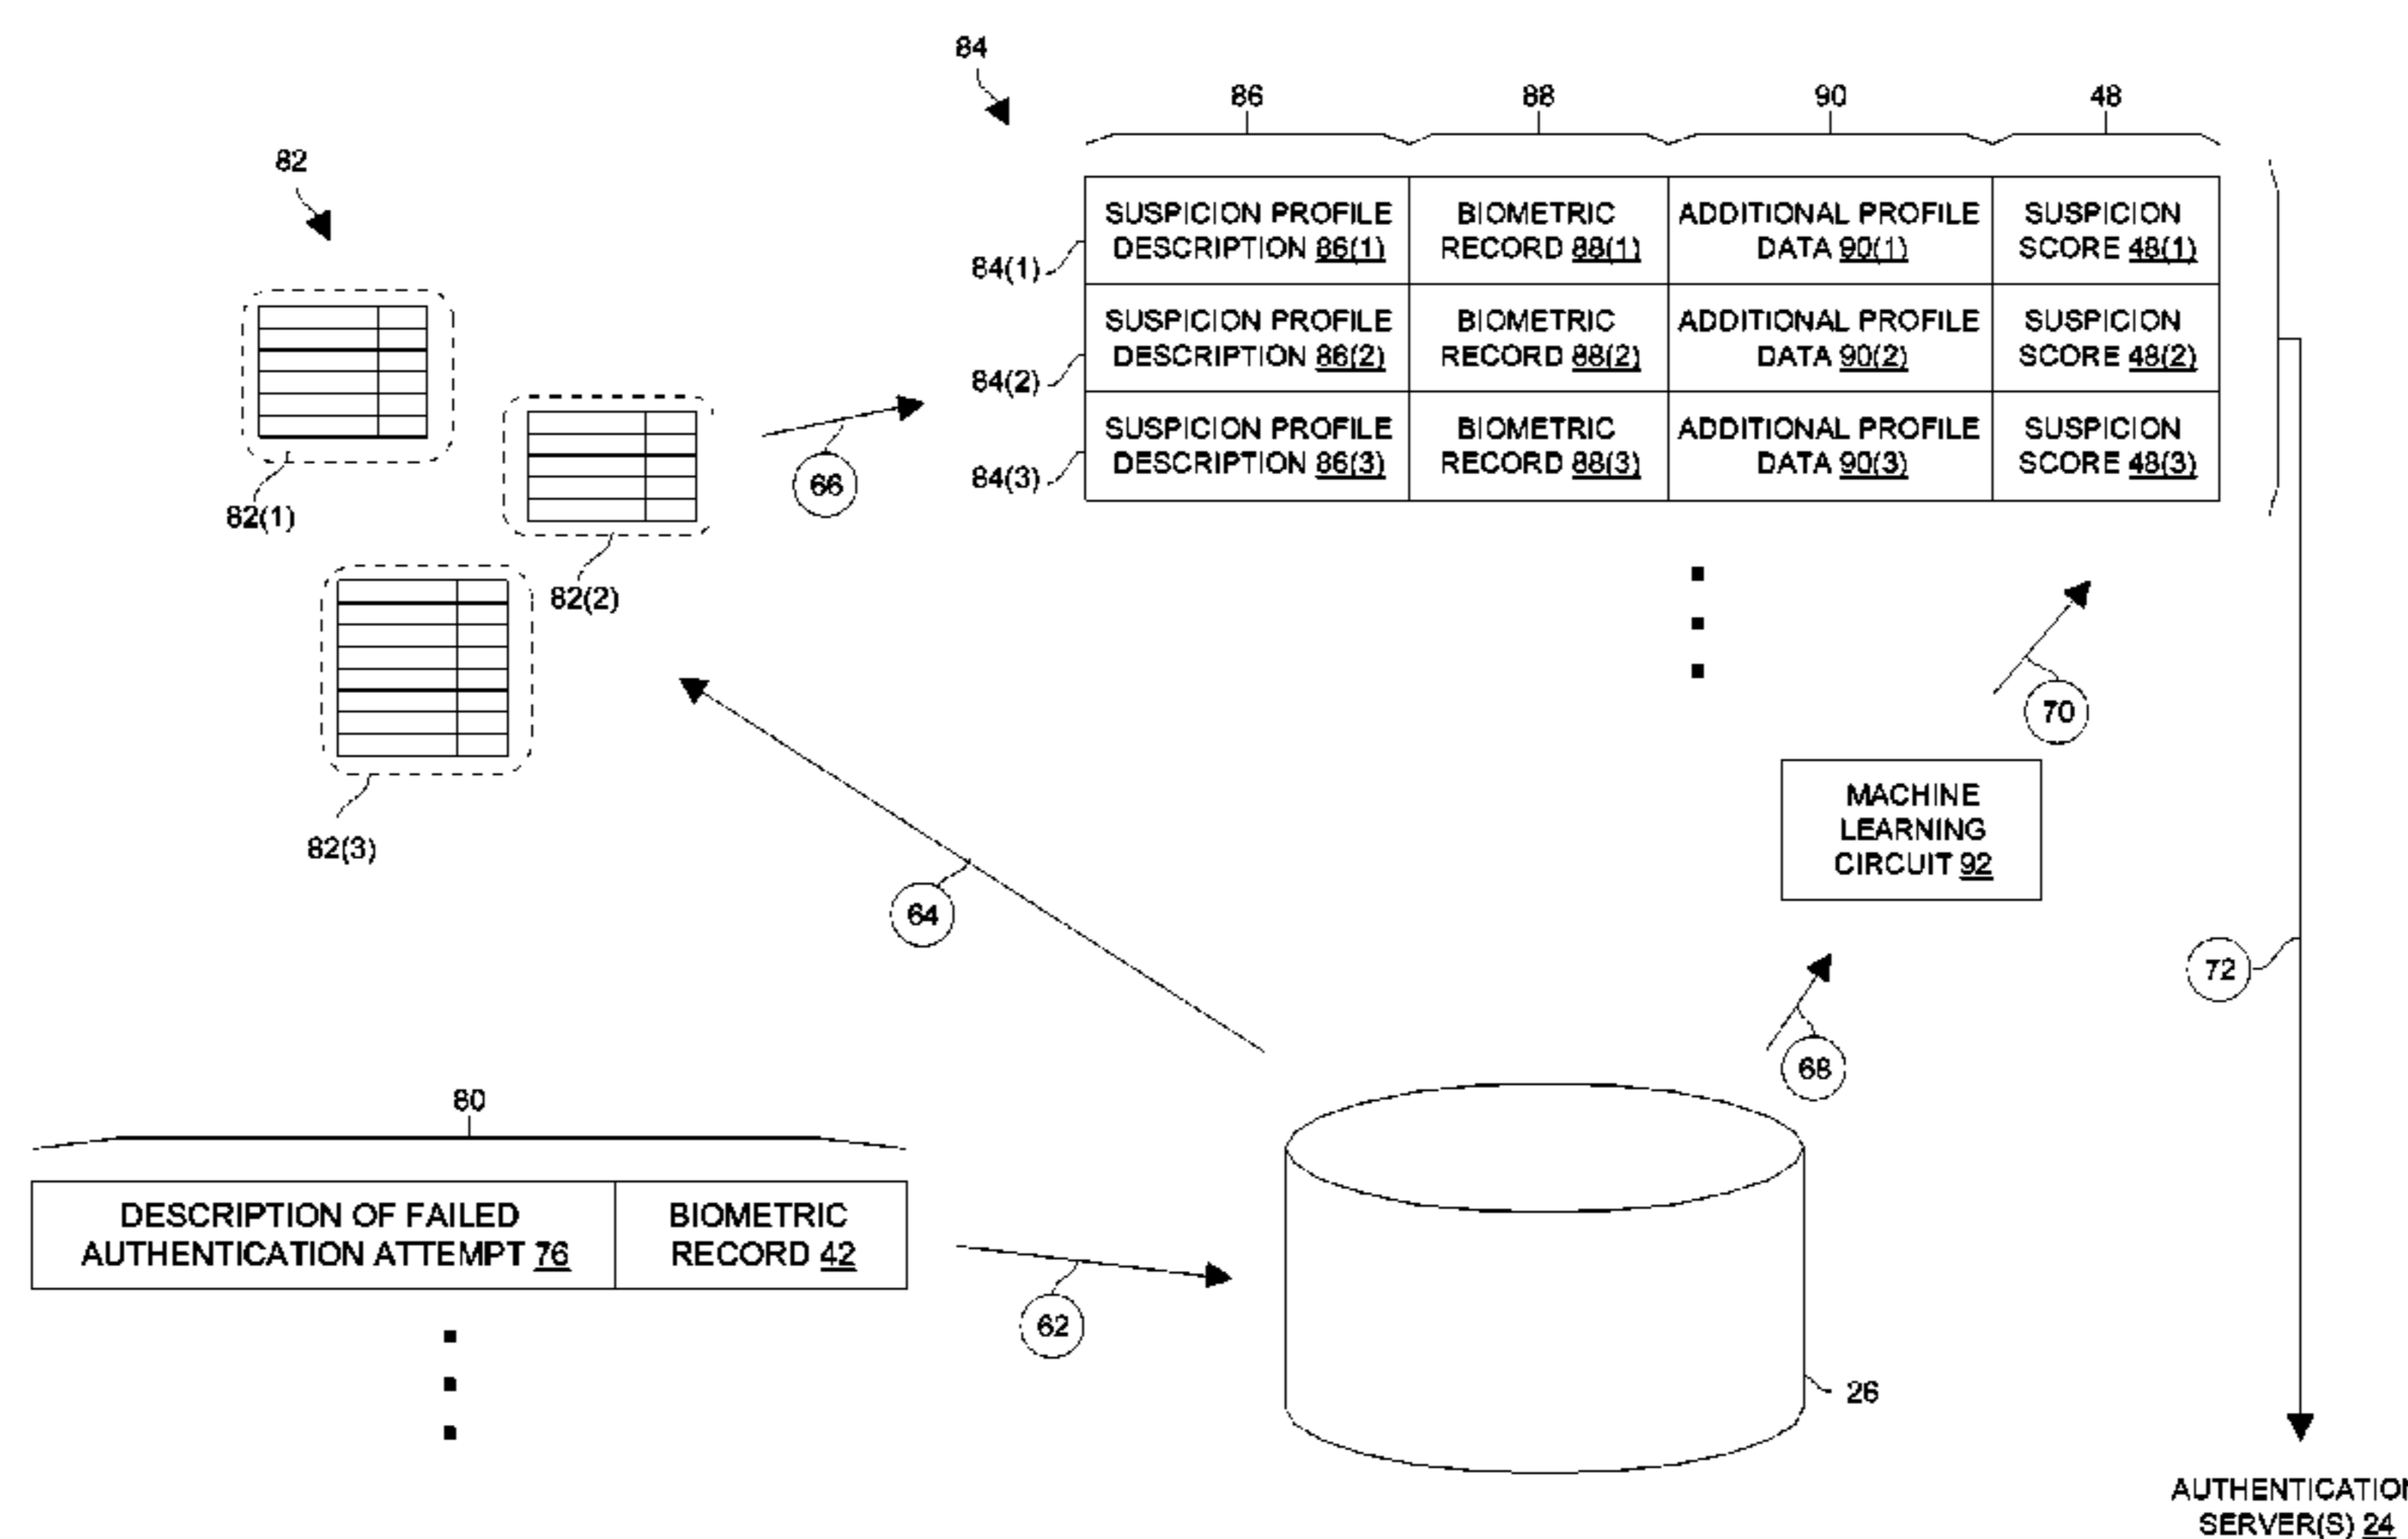 84
86 88 90 48
82
SUSPICION PROFILE DESCRIPTION 86(1)
BIOMETRIC RECORD 88(1)
ADDITIONAL PROFILE DATA 90(1)
SUSPICION SCORE 48(1)
84(1)
SUSPICION PROFILE DESCRIPTION 86(2)
BIOMETRIC RECORD 88(2)
ADDITIONAL PROFILE DATA 90(2)
SUSPICION SCORE 48(2)
84(2)
SUSPICION PROFILE DESCRIPTION 86(3)
BIOMETRIC RECORD 88(3)
ADDITIONAL PROFILE DATA 90(3)
SUSPICION SCORE 48(3)
84(3)
66
82(1)
82(2)
82(3)
70
MACHINE
LEARNING
CIRCUIT 92
64
72
68
80
DESCRIPTION OF FAILED
AUTHENTICATION ATTEMPT 76
BIOMETRIC
RECORD 42
62
26
AUTHENTICATION
SERVER(S) 24